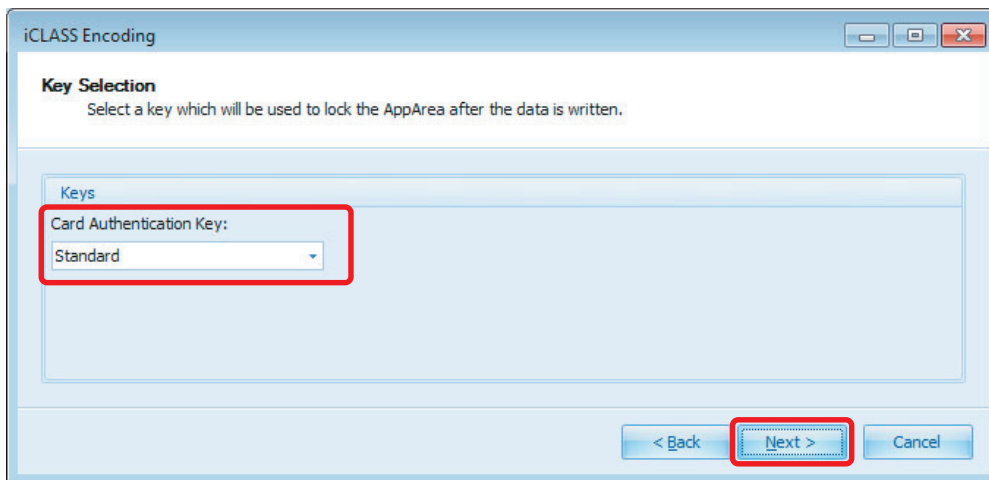 iCLASS Encoding
Key Selection
Select a key which will be used to lock the AppArea after the data is written.
Keys
Card Authentication Key:
Standard
< Back
Next >
Cancel